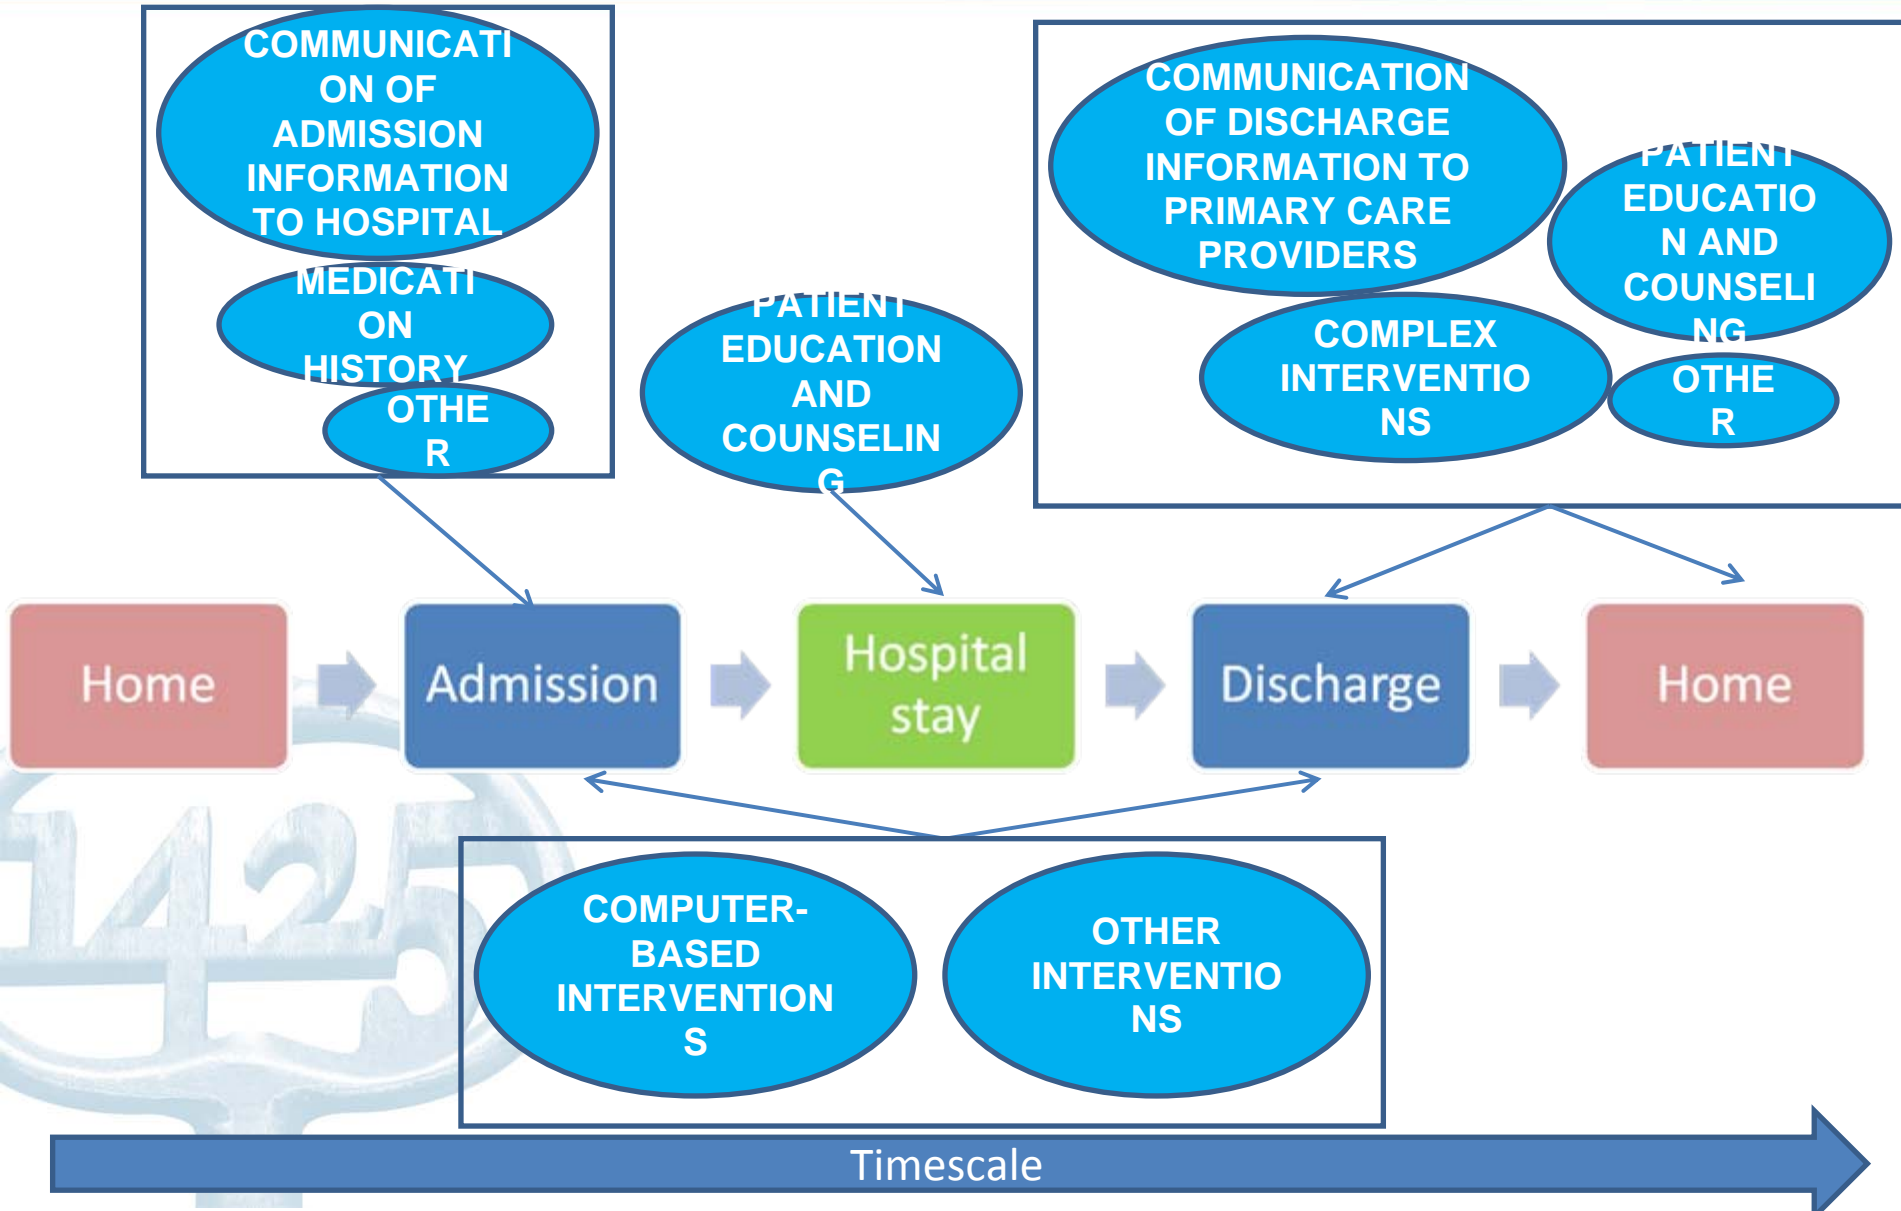 COMMUNICATI
ON OF
ADMISSION
INFORMATION
TO HOSPITAL
MEDICATI
ON
HISTORY
OTHE
R
PATIENT
EDUCATION
AND
COUNSELIN
G
COMMUNICATION
OF DISCHARGE
INFORMATION TO
PRIMARY CARE
PROVIDERS
PATIENT
EDUCATIO
N AND
COUNSELI
NG
COMPLEX
INTERVENTIO
NS
OTHE
R
Home
Admission
Hospital
stay
Discharge
Home
1425
COMPUTER-
BASED
INTERVENTION
S
OTHER
INTERVENTIO
NS
Timescale